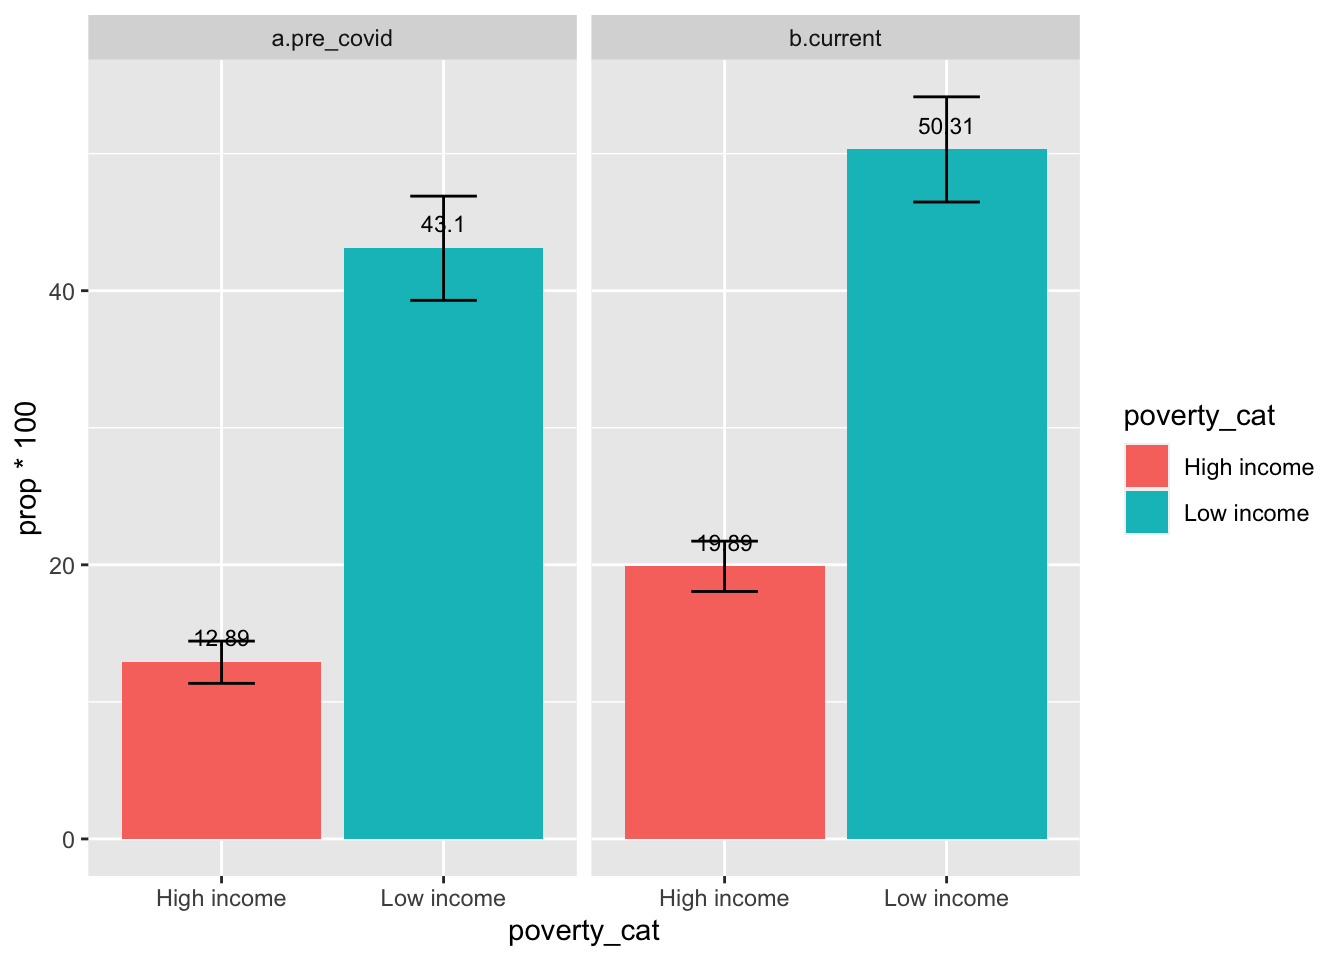 a.pre_covid
b.current
50.31
43.1
19.89
12.89
40
20
0
prop * 100
High income
Low income
High income
Low income
poverty_cat
poverty_cat
High income
Low income